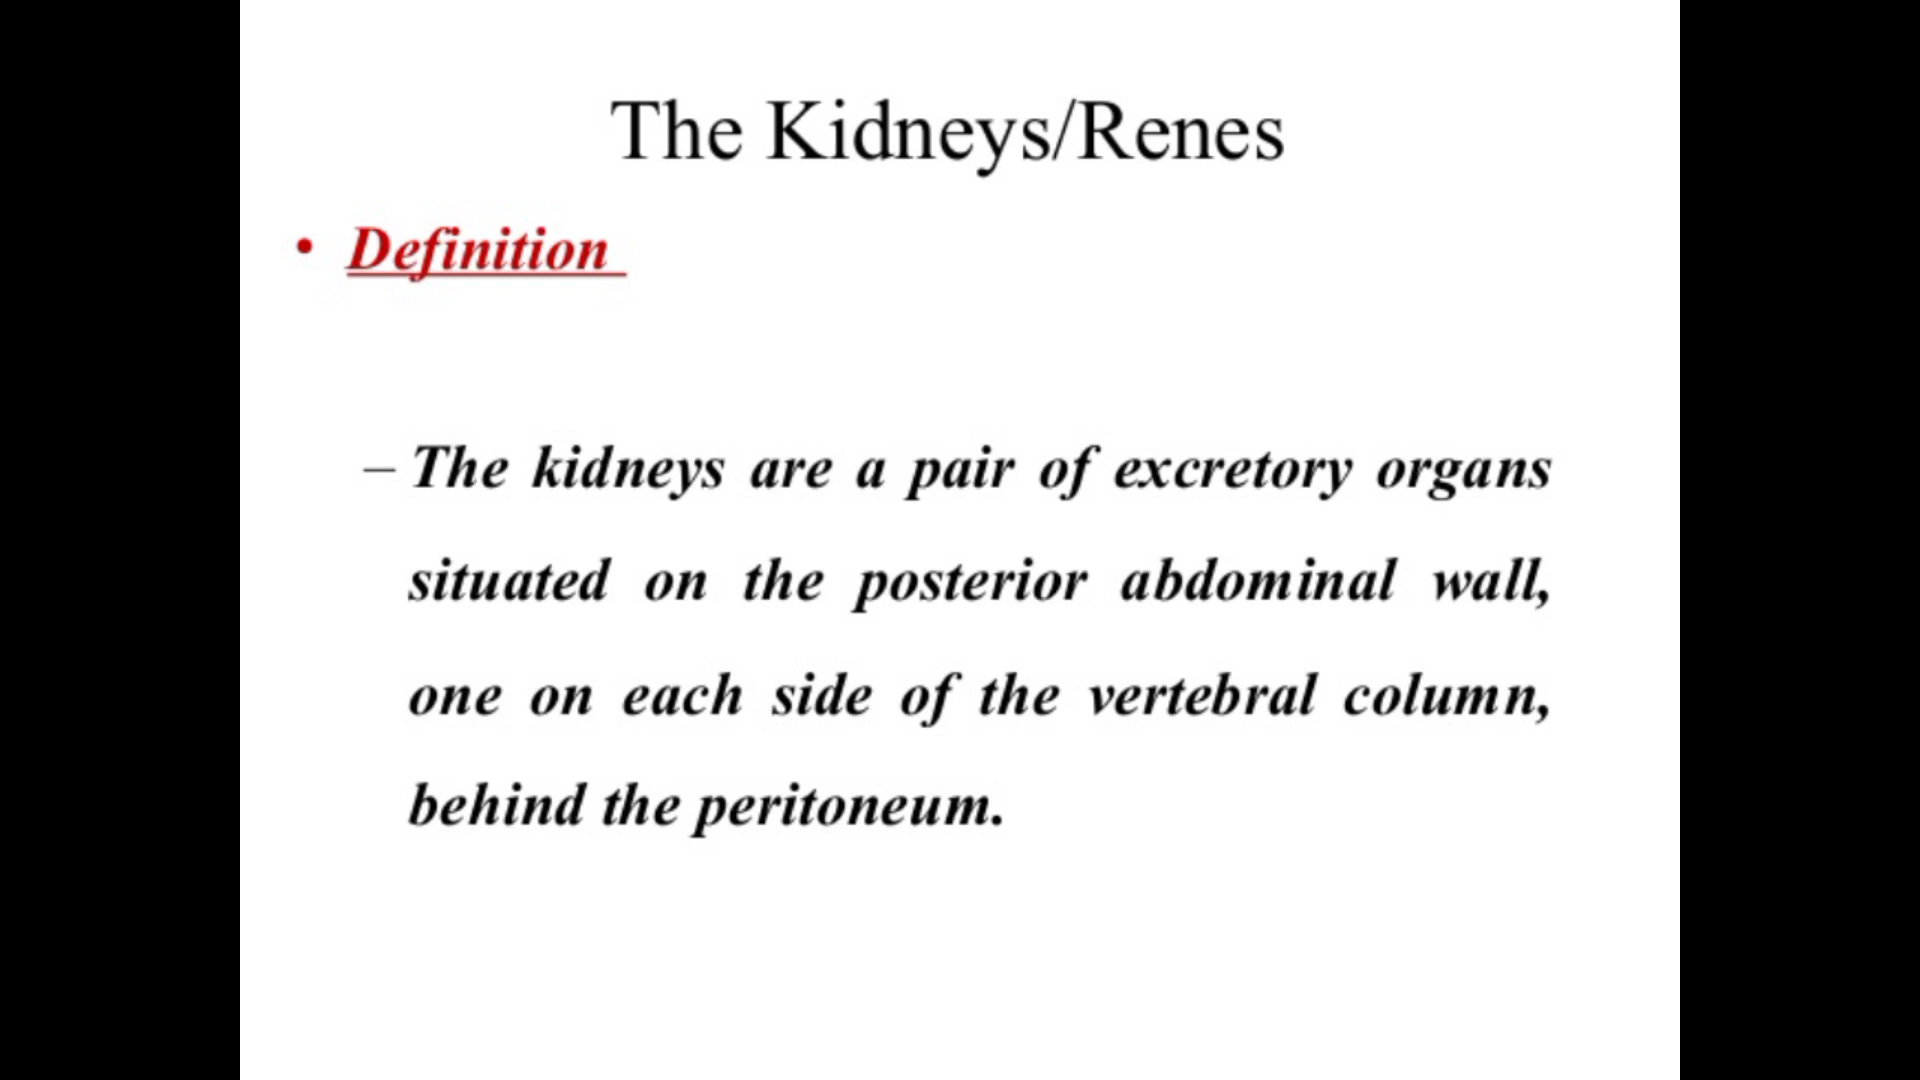 The Kidneys/Renes
• Definition
– The kidneys are a pair of excretory organs
situated on the posterior abdominal wall,
one on each side of the vertebral column,
behind the peritoneum.